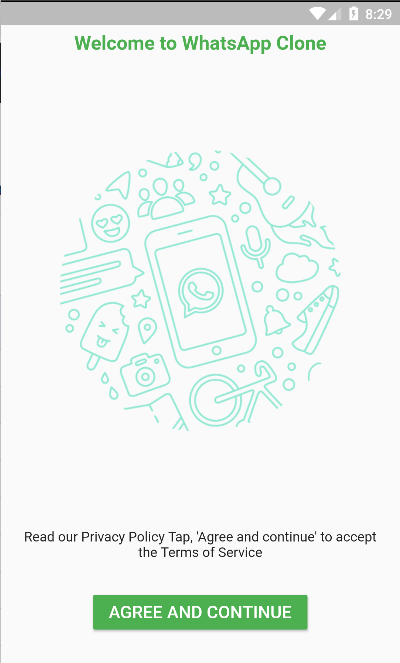 8:29
Welcome to WhatsApp Clone
Read our Privacy Policy Tap, 'Agree and continue' to accept
the Terms of Service
AGREE AND CONTINUE